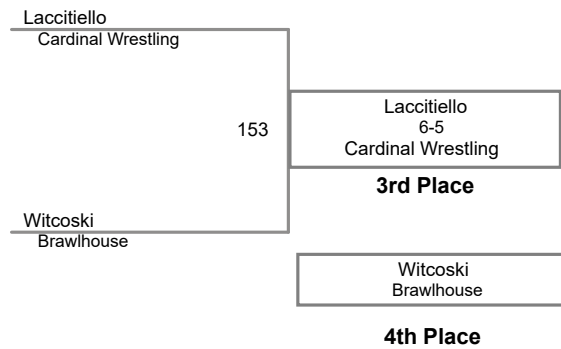 Laccitiello
Cardinal Wrestling
153
Laccitiello
6-5
Cardinal Wrestling
3rd Place
Witcoski
Brawlhouse
Witcoski
Brawlhouse
4th Place